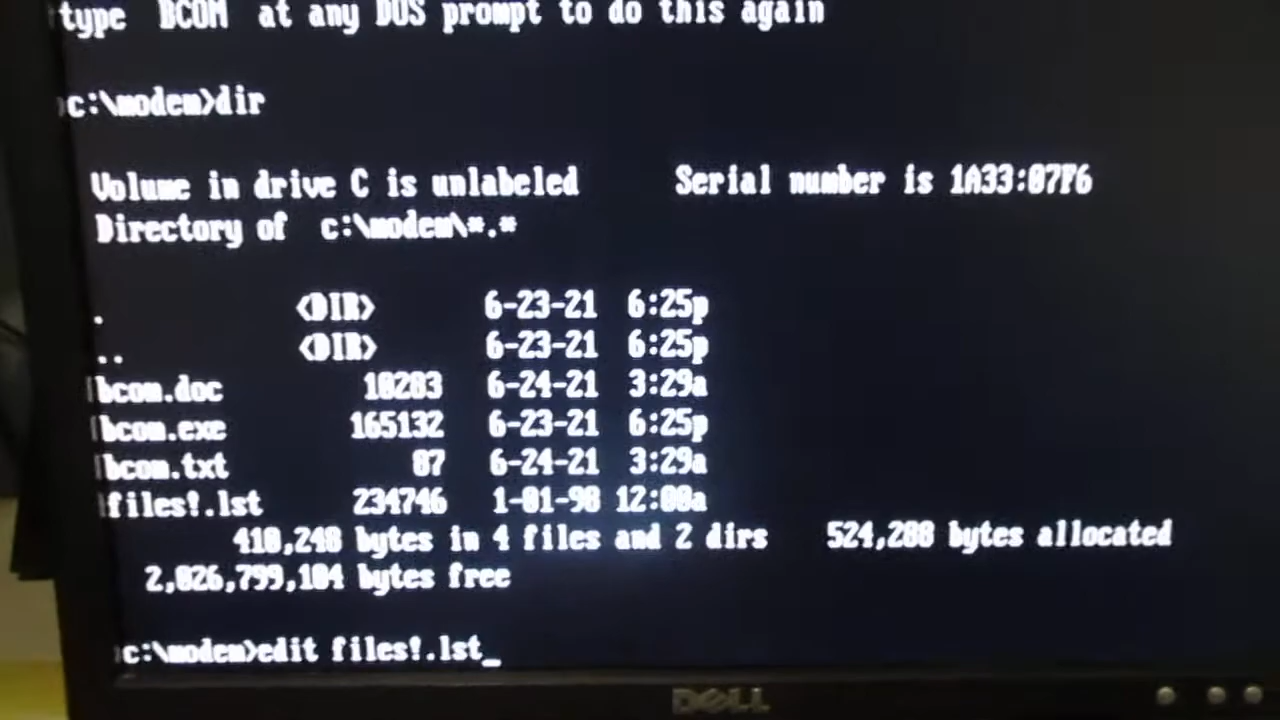 type BCOM at any DOS prompt to do this again
c:\modem>dir
Volume in drive C is unlabeled Serial number is 1A33:07F6
Directory of c:\modem\*.*
. <DIR> 6-23-21 6:25p
.. <DIR> 6-23-21 6:25p
bcom.doc 10283 6-24-21 3:29a
bcom.exe 165132 6-23-21 6:25p
bcom.txt 87 6-24-21 3:29a
files!.lst 234746 1-01-98 12:00a
410,248 bytes in 4 files and 2 dirs 524,288 bytes allocated
2,026,799,104 bytes free
c:\modem>edit files!.lst_
DELL